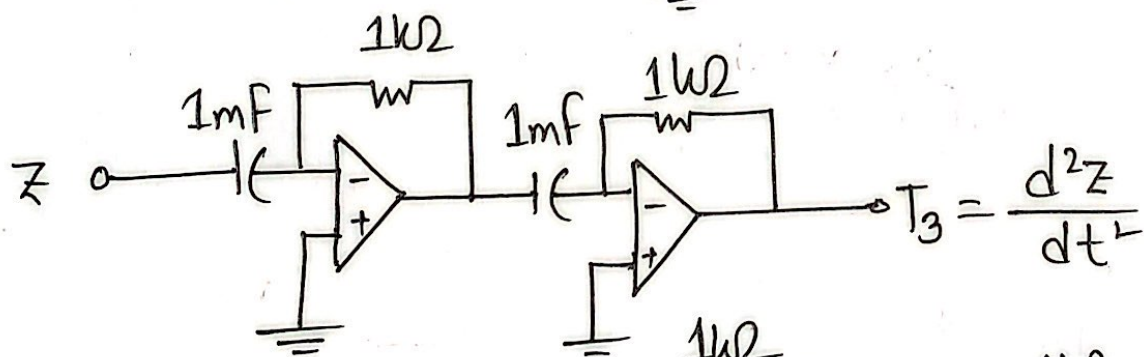 1kΩ
1kΩ
1mF
1mF
Z
-
+
-
+
T₃ = d²z/dt²
1kΩ